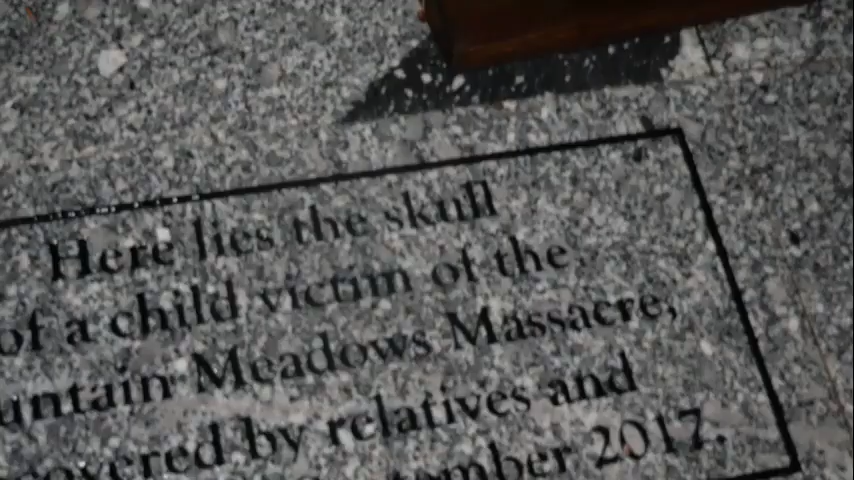 Here lies the skull
of a child victim of the
untain Meadows Massacre,
covered by relatives and
tember 2017.